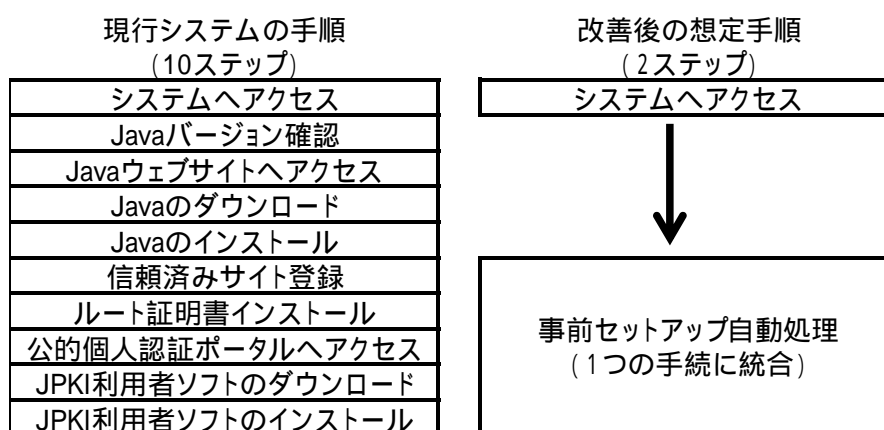 現行システムの手順
(10ステップ)
システムへアクセス
Javaバージョン確認
Javaウェブサイトへアクセス
Javaのダウンロード
Javaのインストール
信頼済みサイト登録
ルート証明書インストール
公的個人認証ポータルへアクセス
JPKI利用者ソフトのダウンロード
JPKI利用者ソフトのインストール
改善後の想定手順
(2ステップ)
システムへアクセス
事前セットアップ自動処理
(1つの手続に統合)